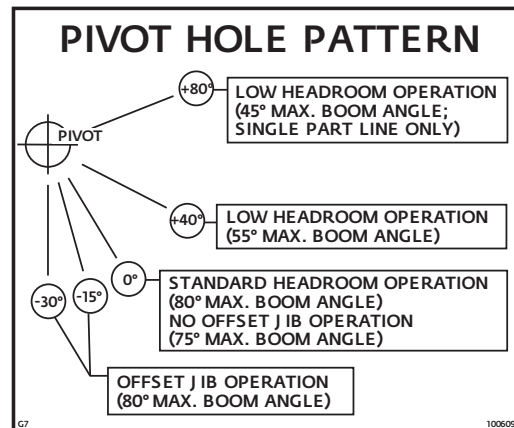 PIVOT HOLE PATTERN
+80°
LOW HEADROOM OPERATION
(45° MAX. BOOM ANGLE;
SINGLE PART LINE ONLY)
PIVOT
+40°
LOW HEADROOM OPERATION
(55° MAX. BOOM ANGLE)
0°
STANDARD HEADROOM OPERATION
(80° MAX. BOOM ANGLE)
NO OFFSET JIB OPERATION
(75° MAX. BOOM ANGLE)
-30°
-15°
OFFSET JIB OPERATION
(80° MAX. BOOM ANGLE)
G7
100609